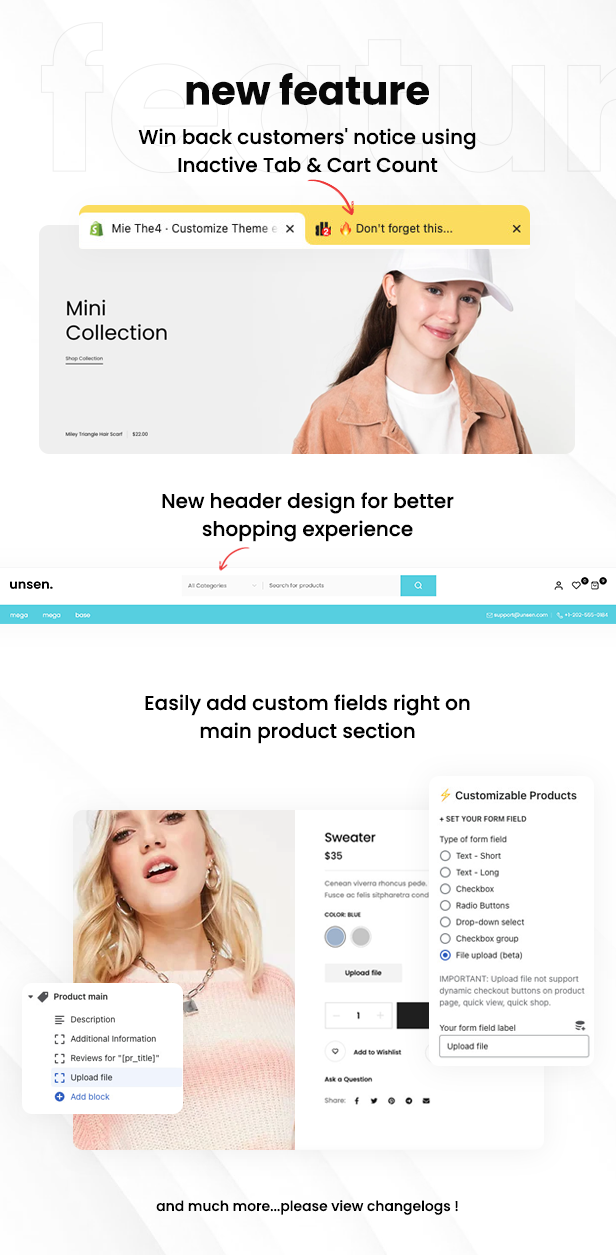 featur
new feature
Win back customers' notice using
Inactive Tab & Cart Count
Mie The4 · Customize Theme
2
🔥 Don't forget this...
Mini
Collection
Shop Collection
Miley Triangle Hair Scarf
$22.00
New header design for better
shopping experience
unsen.
All Categories
Search for products
0
0
mega
mega
base
support@unsen.com
+1-202-555-0184
Easily add custom fields right on
main product section
⚡ Customizable Products
+ SET YOUR FORM FIELD
Type of form field
Text - Short
Text - Long
Checkbox
Radio Buttons
Drop-down select
Checkbox group
File upload (beta)
IMPORTANT: Upload file not support
dynamic checkout buttons on product
page, quick view, quick shop.
Your form field label
Upload file
Sweater
$35
Cenean viverra rhoncus pede.
Fusce ac felis sitpharetra cond
COLOR: BLUE
Upload file
1
Add to Wishlist
Ask a Question
Share:
Product main
Description
Additional Information
Reviews for "[pr_title]"
Upload file
Add block
and much more...please view changelogs !